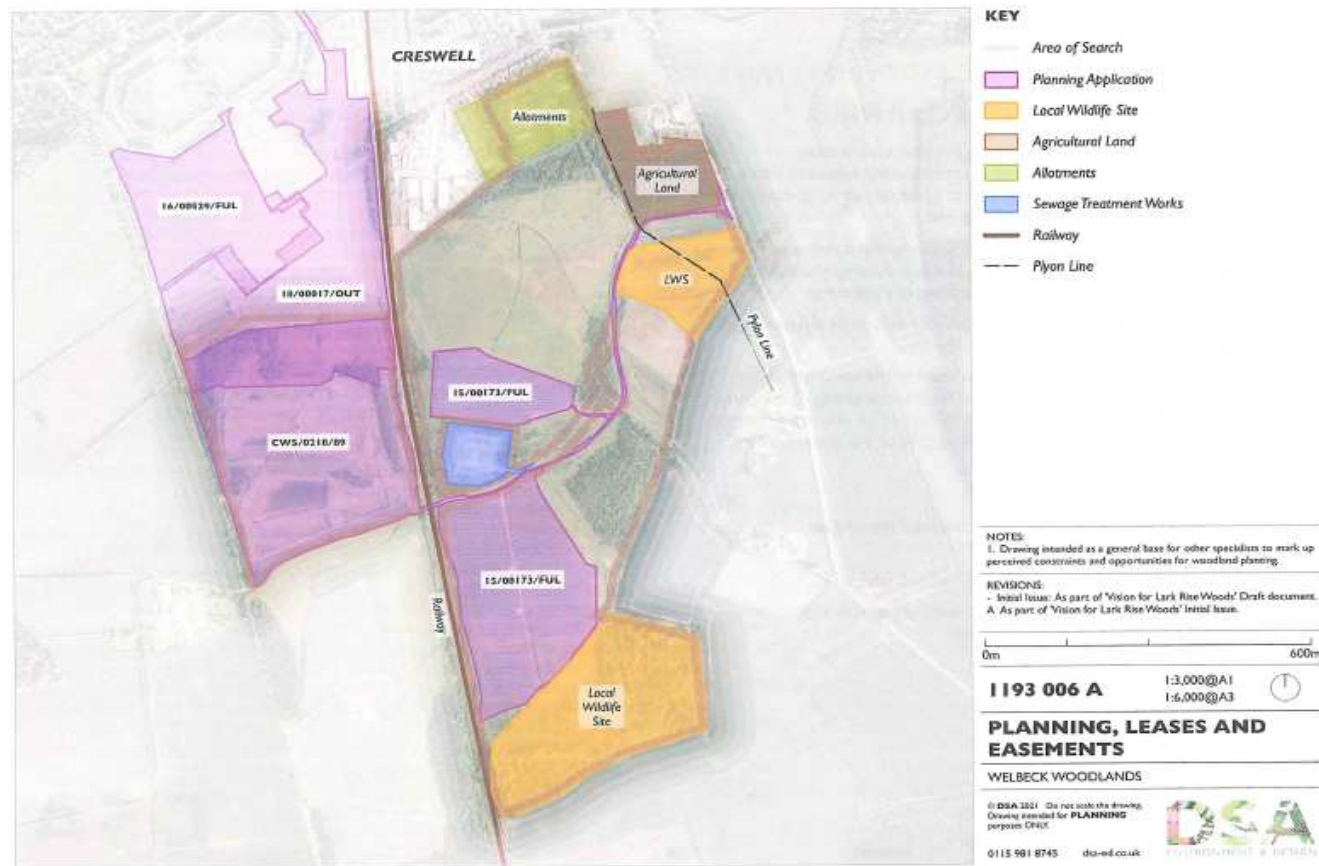 CRESWELL
Allotments
Agricultural
Land
16/00529/FUL
LWS
18/00017/OUT
Pylon Line
15/00173/FUL
CWS/0218/89
15/00173/FUL
Railway
Local
Wildlife
Site
KEY
Area of Search
Planning Application
Local Wildlife Site
Agricultural Land
Allotments
Sewage Treatment Works
Railway
Plyon Line
NOTES:
1. Drawing intended as a general base for other specialists to mark up
perceived constraints and opportunities for woodland planting.
REVISIONS:
- Initial Issue: As part of 'Vision for Lark Rise Woods' Draft document.
A As part of 'Vision for Lark Rise Woods' Initial Issue.
0m 600m
1193 006 A
1:3,000@A1
1:6,000@A3
PLANNING, LEASES AND
EASEMENTS
WELBECK WOODLANDS
© DSA 2021 Do not scale the drawing.
Drawing intended for PLANNING
purposes ONLY.
0115 981 8745 dsa-ed.co.uk
DSA
ENVIRONMENT & DESIGN